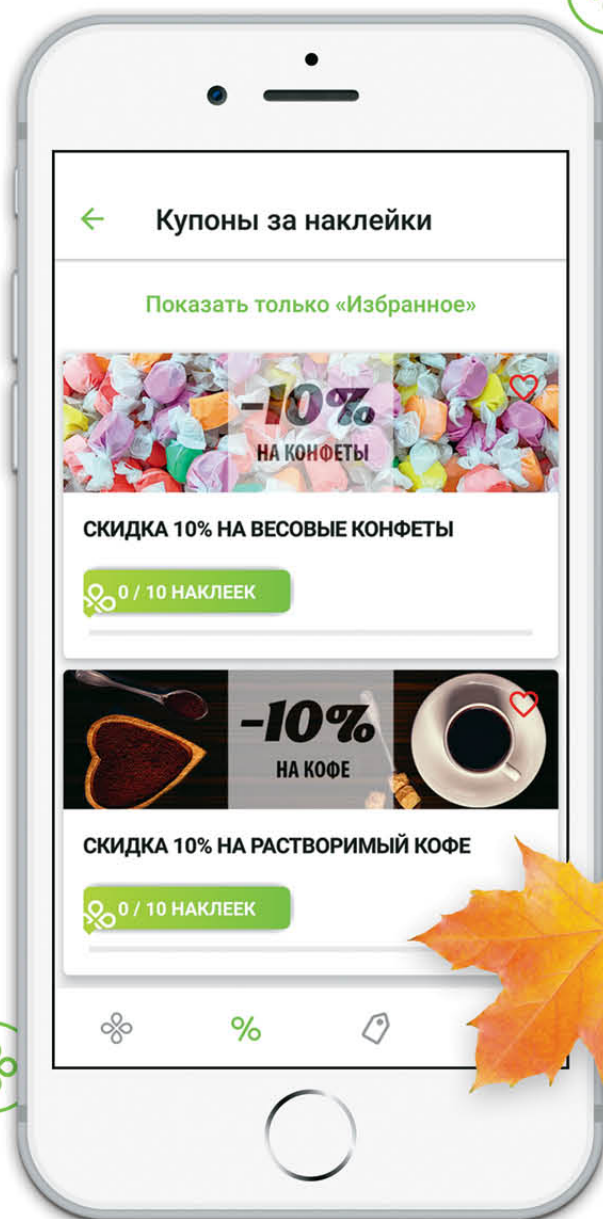 Купоны за наклейки
Показать только «Избранное»
-10%
НА КОНФЕТЫ
СКИДКА 10% НА ВЕСОВЫЕ КОНФЕТЫ
0 / 10 НАКЛЕЕК
-10%
НА КОФЕ
СКИДКА 10% НА РАСТВОРИМЫЙ КОФЕ
0 / 10 НАКЛЕЕК
%